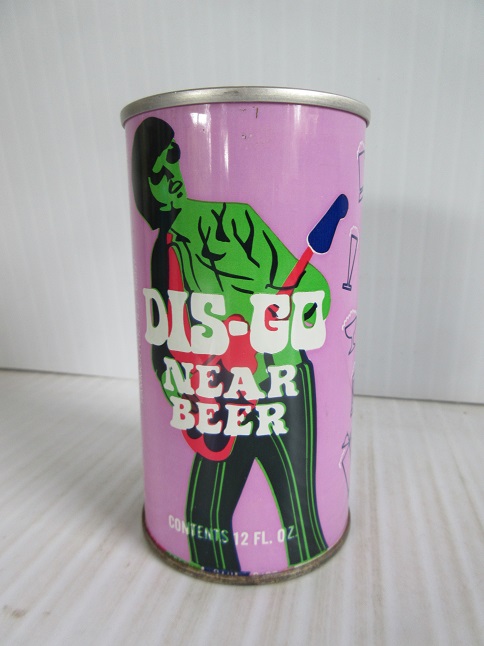 DIS-GO
NEAR
BEER
CONTENTS 12 FL. OZ.